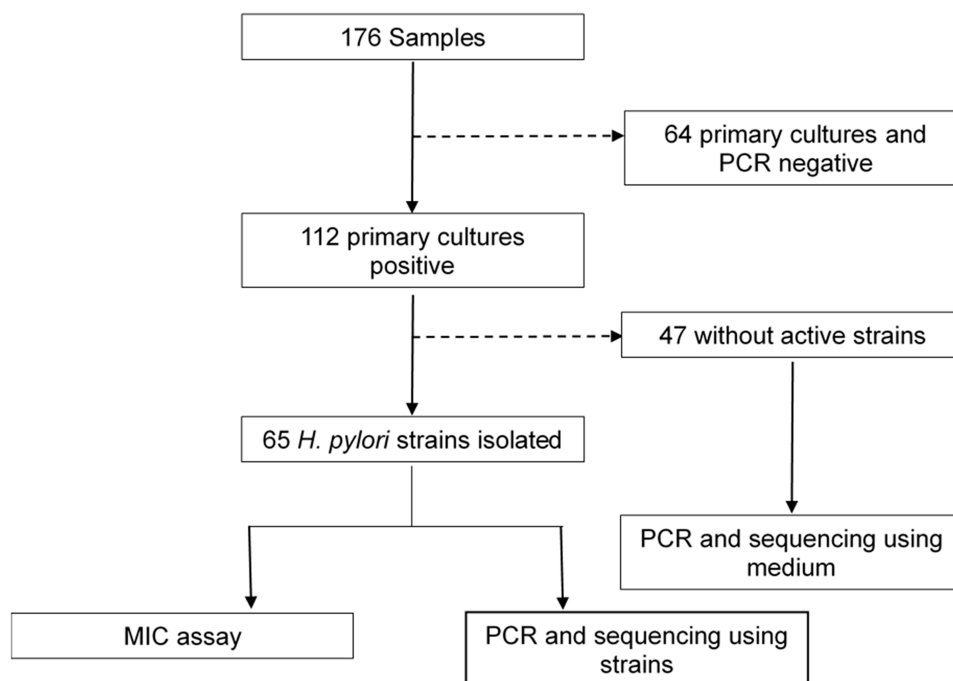 176 Samples
64 primary cultures and
PCR negative
112 primary cultures
positive
47 without active strains
65 H. pylori strains isolated
PCR and sequencing using
medium
MIC assay
PCR and sequencing using
strains